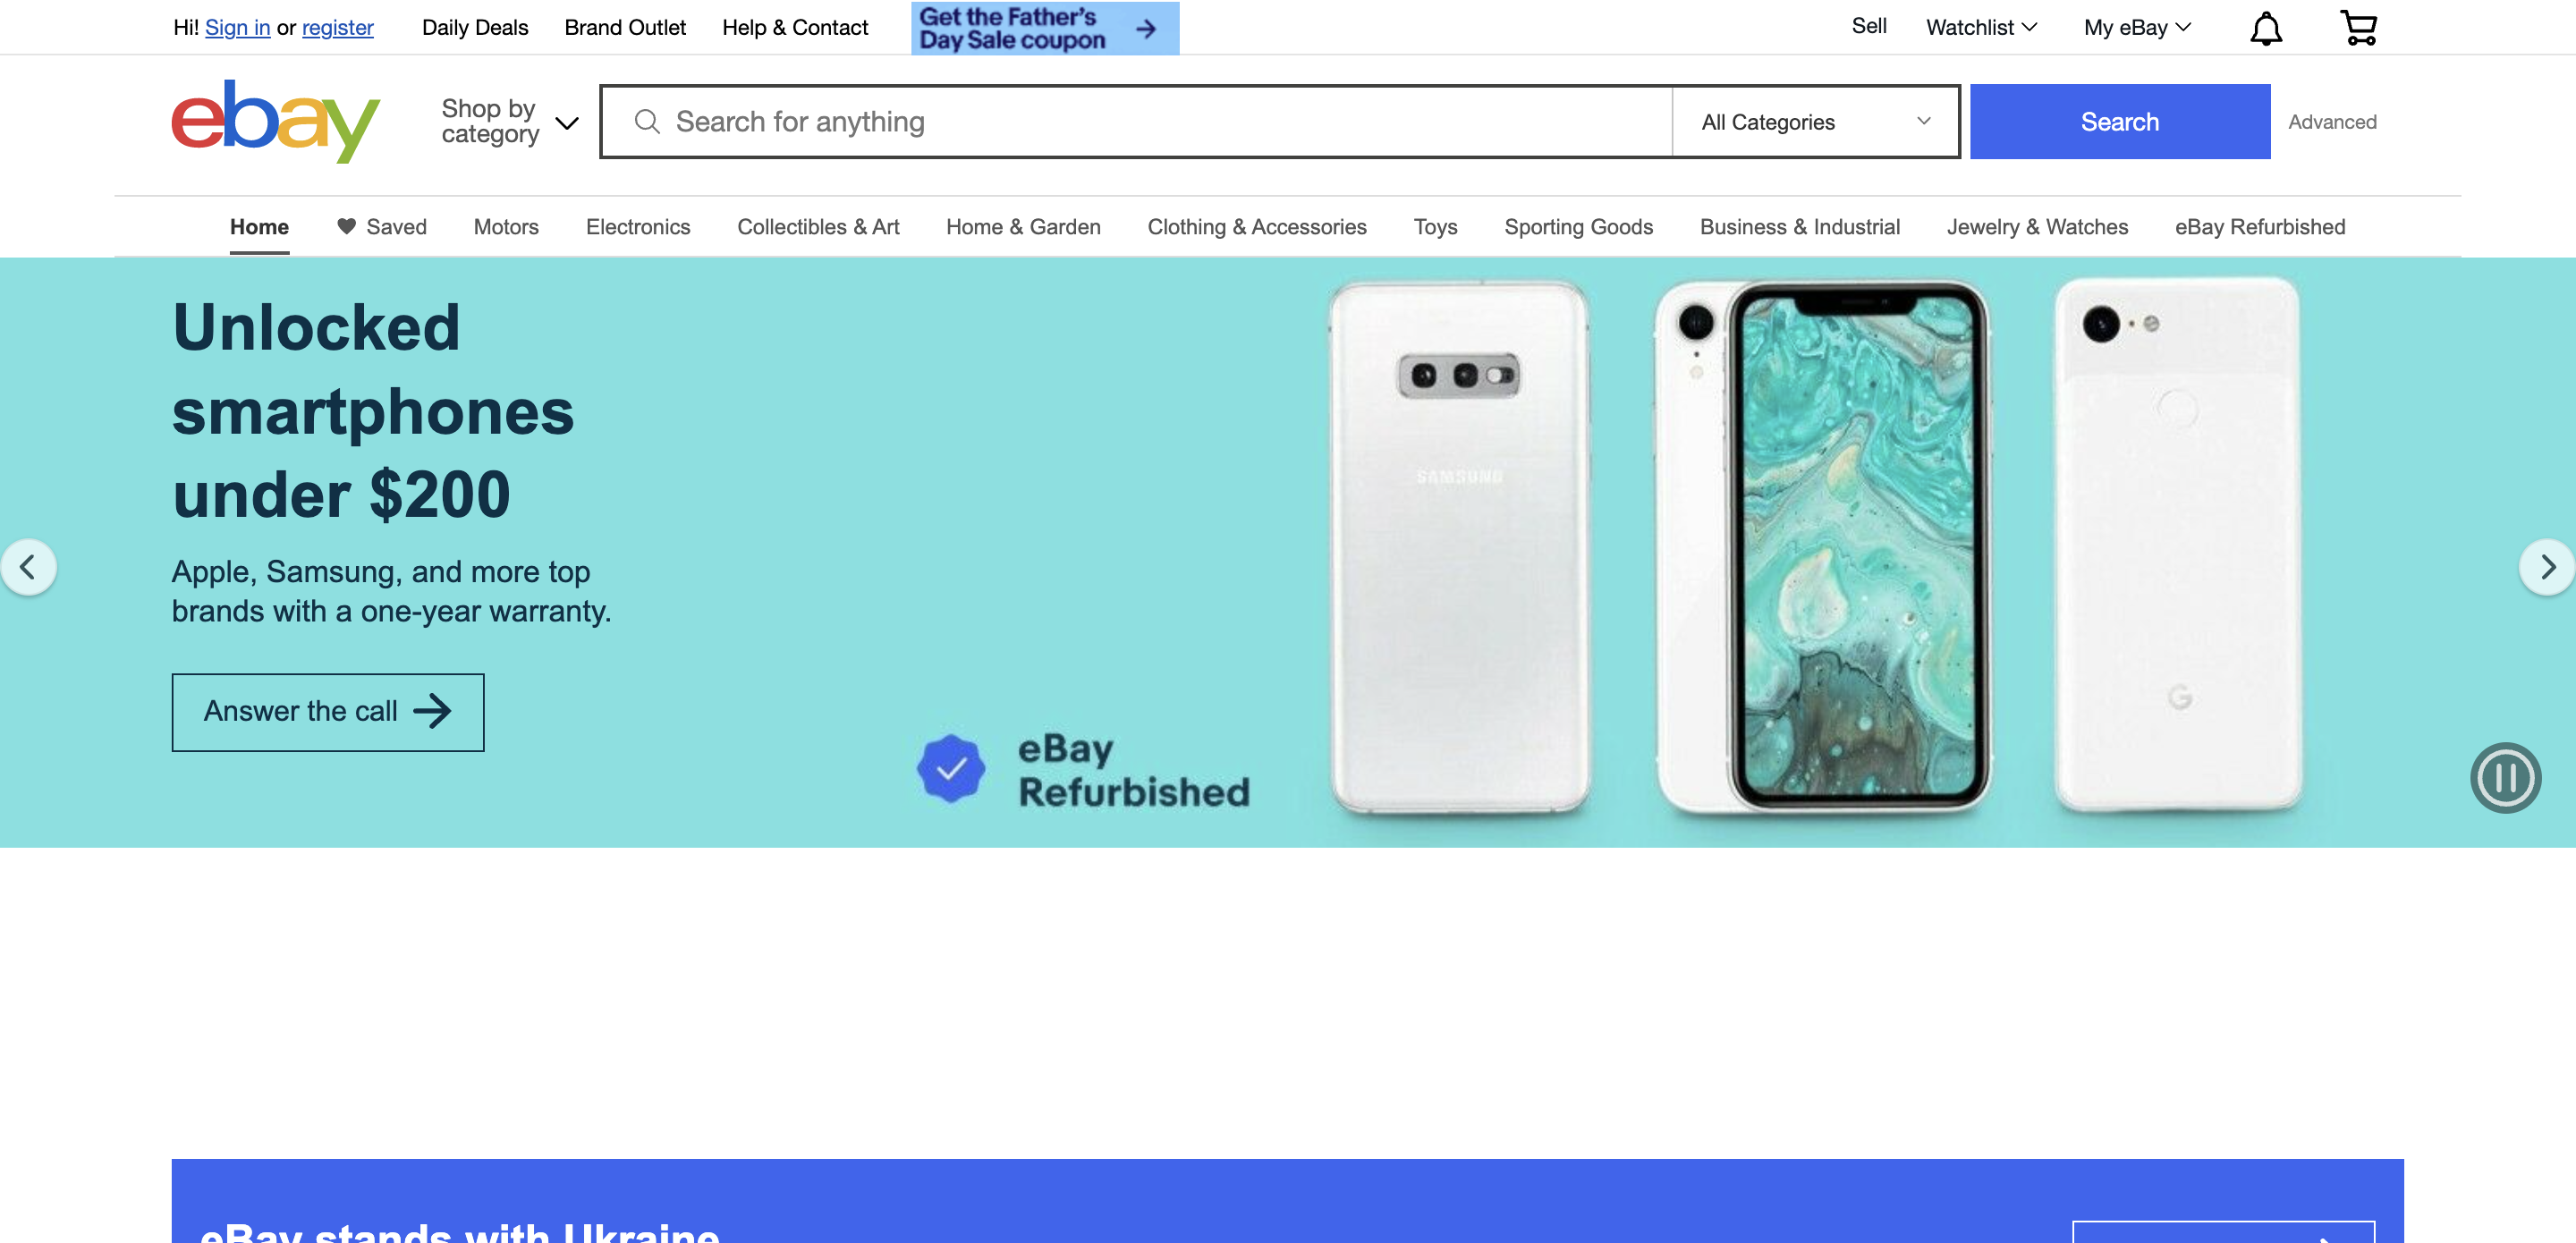 Hi! Sign in or register Daily Deals Brand Outlet Help & Contact
Get the Father's
Day Sale coupon
Sell Watchlist My eBay
ebay
Shop by
category
Search for anything
All Categories
Search
Advanced
Home Saved Motors Electronics Collectibles & Art Home & Garden Clothing & Accessories Toys Sporting Goods Business & Industrial Jewelry & Watches eBay Refurbished
Unlocked
smartphones
under $200
Apple, Samsung, and more top
brands with a one-year warranty.
Answer the call
eBay
Refurbished
SAMSUNG
G
eBay stands with Ukraine